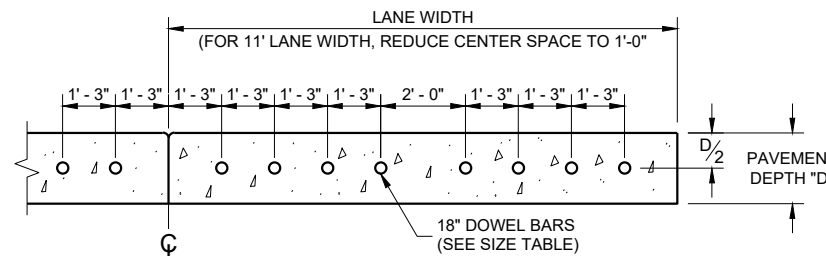 LANE WIDTH
(FOR 11' LANE WIDTH, REDUCE CENTER SPACE TO 1'-0"
1' - 3" 1' - 3" 1' - 3" 1' - 3" 1' - 3" 1' - 3" 2' - 0" 1' - 3" 1' - 3" 1' - 3"
D/2
PAVEMEN
DEPTH "D
18" DOWEL BARS
(SEE SIZE TABLE)
℄